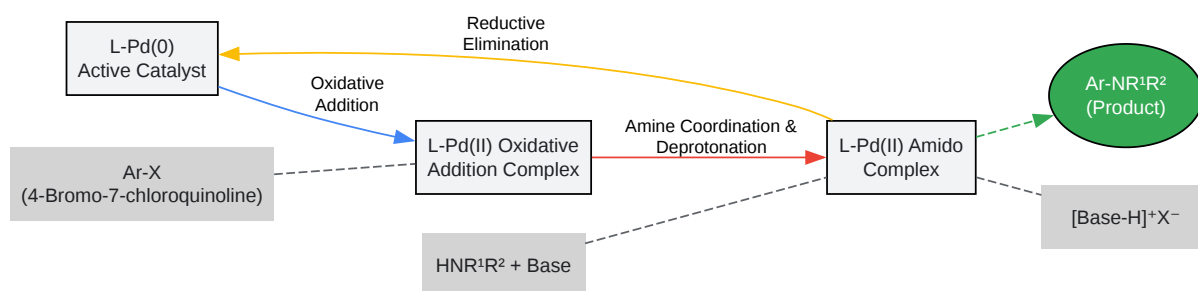 Reductive
Elimination
L-Pd(0)
Active Catalyst
Oxidative
Addition
Ar-NR¹R²
(Product)
Amine Coordination &
Deprotonation
L-Pd(II) Oxidative
Addition Complex
L-Pd(II) Amido
Complex
Ar-X
(4-Bromo-7-chloroquinoline)
[Base-H]⁺X⁻
HNR¹R² + Base